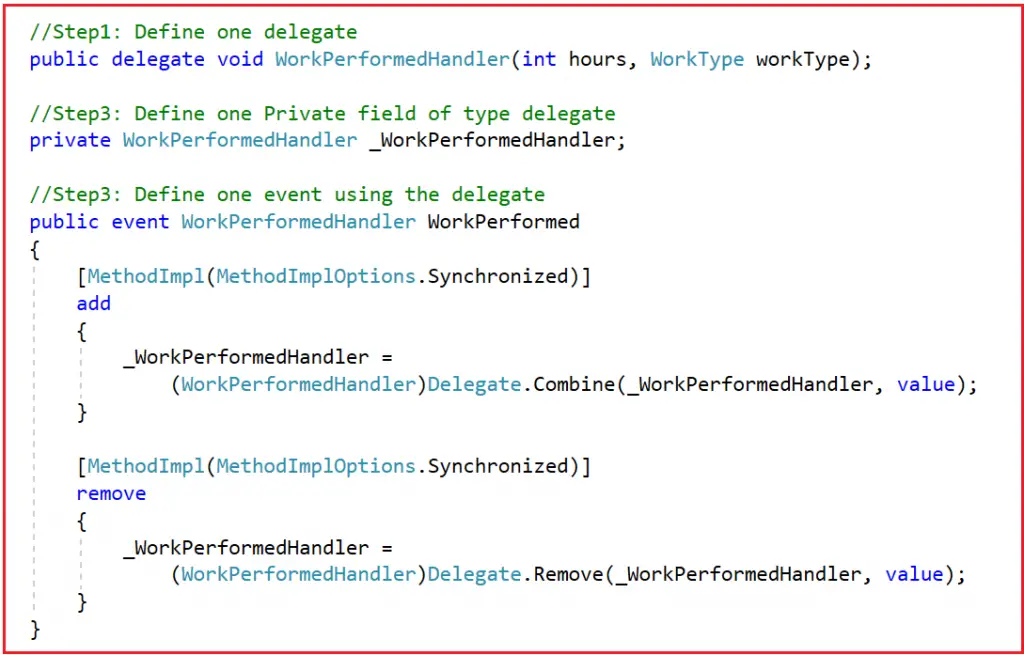 //Step1: Define one delegate
public delegate void WorkPerformedHandler(int hours, WorkType workType);
//Step3: Define one Private field of type delegate
private WorkPerformedHandler _WorkPerformedHandler;
//Step3: Define one event using the delegate
public event WorkPerformedHandler WorkPerformed
{
[MethodImpl(MethodImplOptions.Synchronized)]
add
{
_WorkPerformedHandler =
(WorkPerformedHandler)Delegate.Combine(_WorkPerformedHandler, value);
}
[MethodImpl(MethodImplOptions.Synchronized)]
remove
{
_WorkPerformedHandler =
(WorkPerformedHandler)Delegate.Remove(_WorkPerformedHandler, value);
}
}